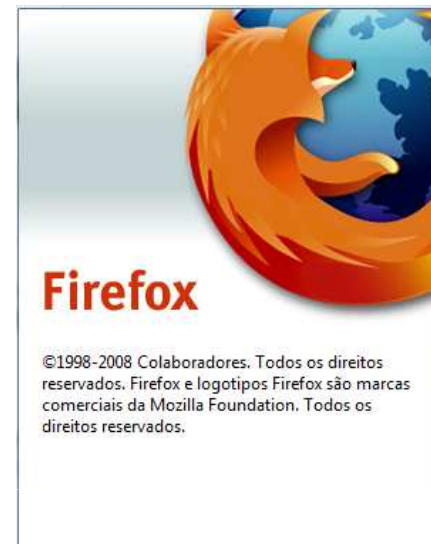 Firefox
©1998-2008 Colaboradores. Todos os direitos
reservados. Firefox e logotipos Firefox são marcas
comerciais da Mozilla Foundation. Todos os
direitos reservados.